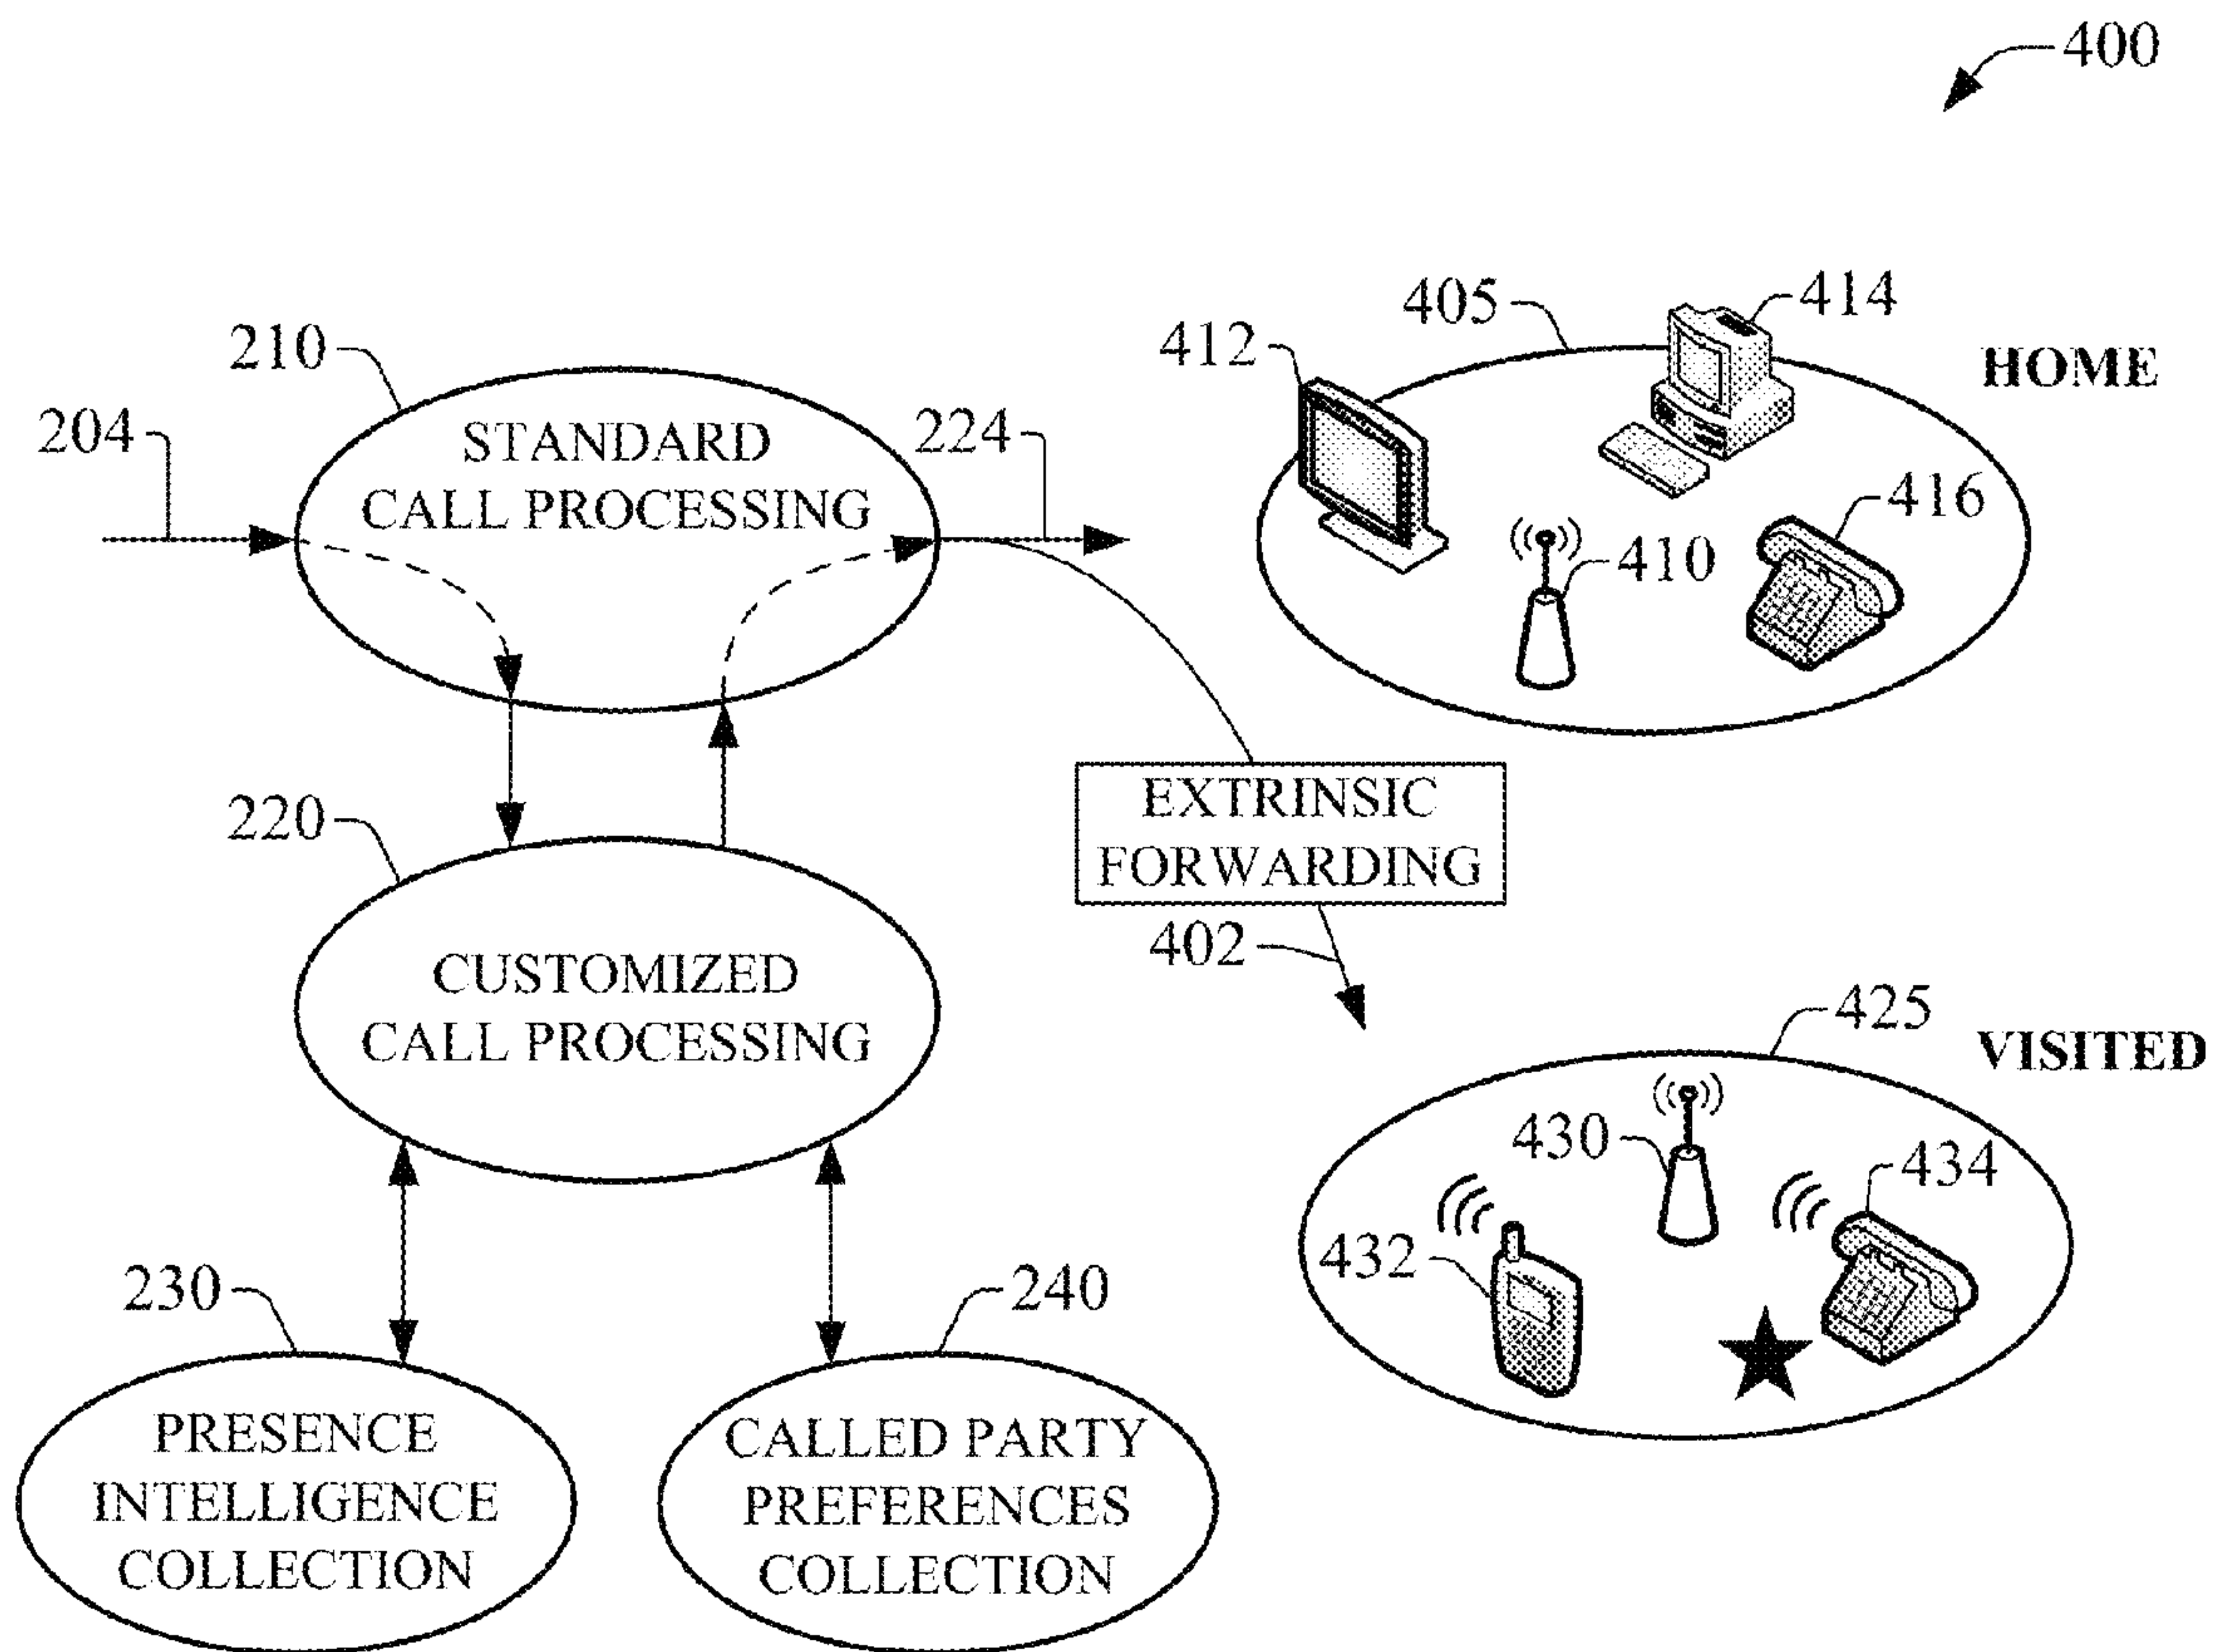 400
405
414
412
HOME
210
204
STANDARD
CALL PROCESSING
224
416
410
EXTRINSIC
FORWARDING
220
402
CUSTOMIZED
CALL PROCESSING
425
VISITED
430
434
432
230
240
PRESENCE
INTELLIGENCE
COLLECTION
CALLED PARTY
PREFERENCES
COLLECTION